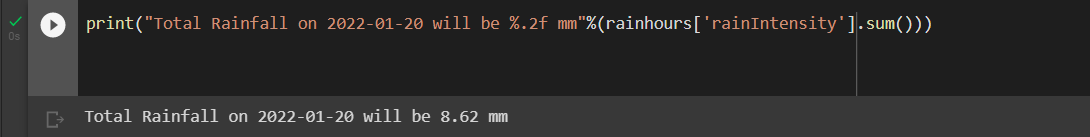 print("Total Rainfall on 2022-01-20 will be %.2f mm"%(rainhours['rainIntensity'].sum()))
0s
Total Rainfall on 2022-01-20 will be 8.62 mm